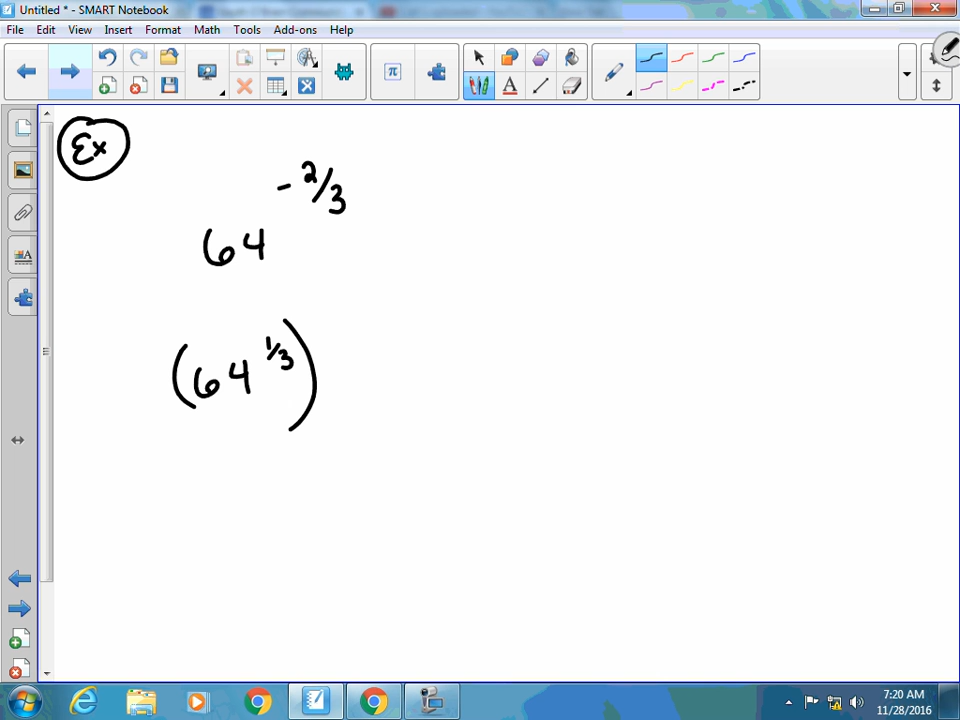 Untitled * - SMART Notebook
File Edit View Insert Format Math Tools Add-ons Help
Ex
64^{-2/3}
(64^{1/3})
7:20 AM
11/28/2016